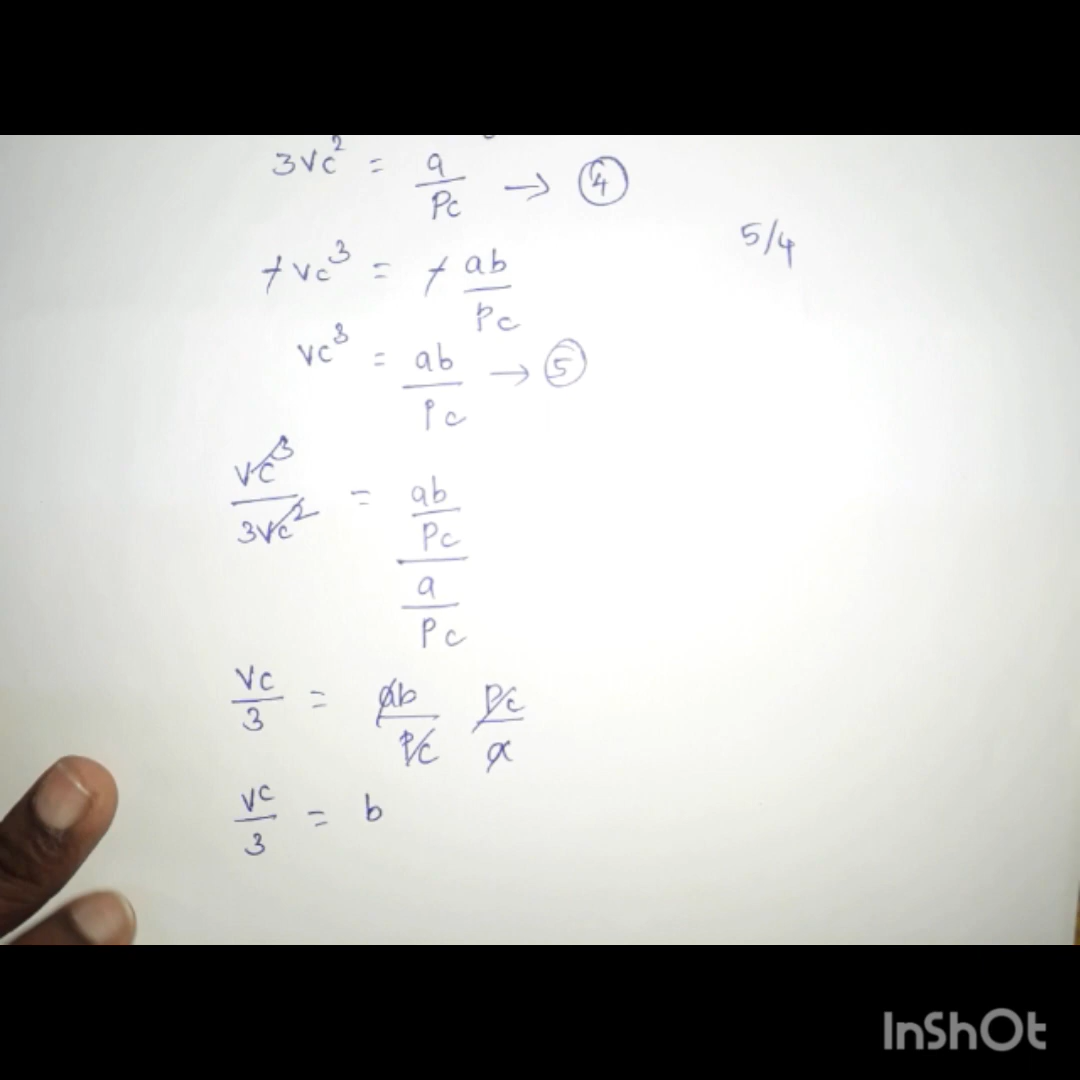 3Vc² = a/Pc → ④
5/4
-Vc³ = - ab/Pc
Vc³ = ab/Pc → ⑤
Vc³/3Vc² = ab/Pc / a/Pc
Vc/3 = ab/Pc Pc/a
Vc/3 = b
InShOt